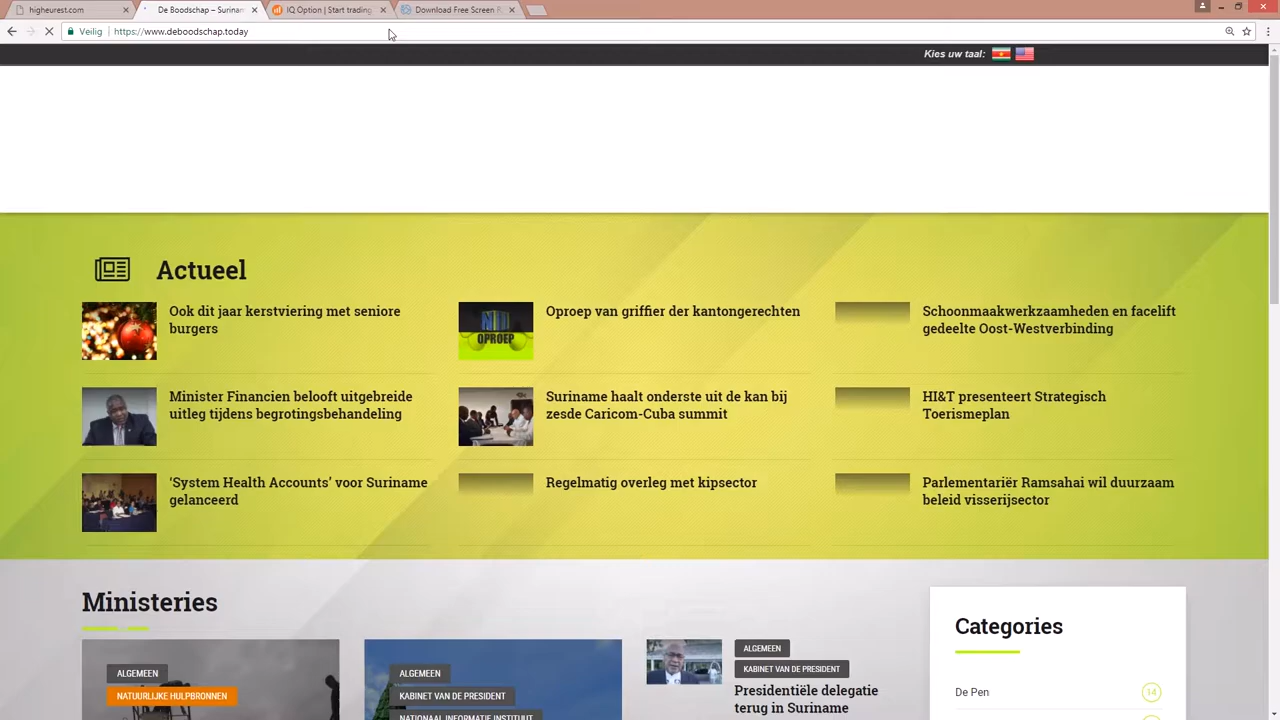 higheurest.com
De Boodschap – Surinam
IQ Option | Start trading
Download Free Screen R
Veilig
https://www.deboodschap.today
Kies uw taal:
Actueel
Ook dit jaar kerstviering met seniore
burgers
OPROEP
Oproep van griffier der kantongerechten
Schoonmaakwerkzaamheden en facelift
gedeelte Oost-Westverbinding
Minister Financien belooft uitgebreide
uitleg tijdens begrotingsbehandeling
Suriname haalt onderste uit de kan bij
zesde Caricom-Cuba summit
HI&T presenteert Strategisch
Toerismeplan
‘System Health Accounts’ voor Suriname
gelanceerd
Regelmatig overleg met kipsector
Parlementariër Ramsahai wil duurzaam
beleid visserijsector
Ministeries
ALGEMEEN
NATUURLIJKE HULPBRONNEN
ALGEMEEN
KABINET VAN DE PRESIDENT
NATIONAAL INFORMATIE INSTITUUT
ALGEMEEN
KABINET VAN DE PRESIDENT
Presidentiële delegatie
terug in Suriname
Categories
De Pen
14